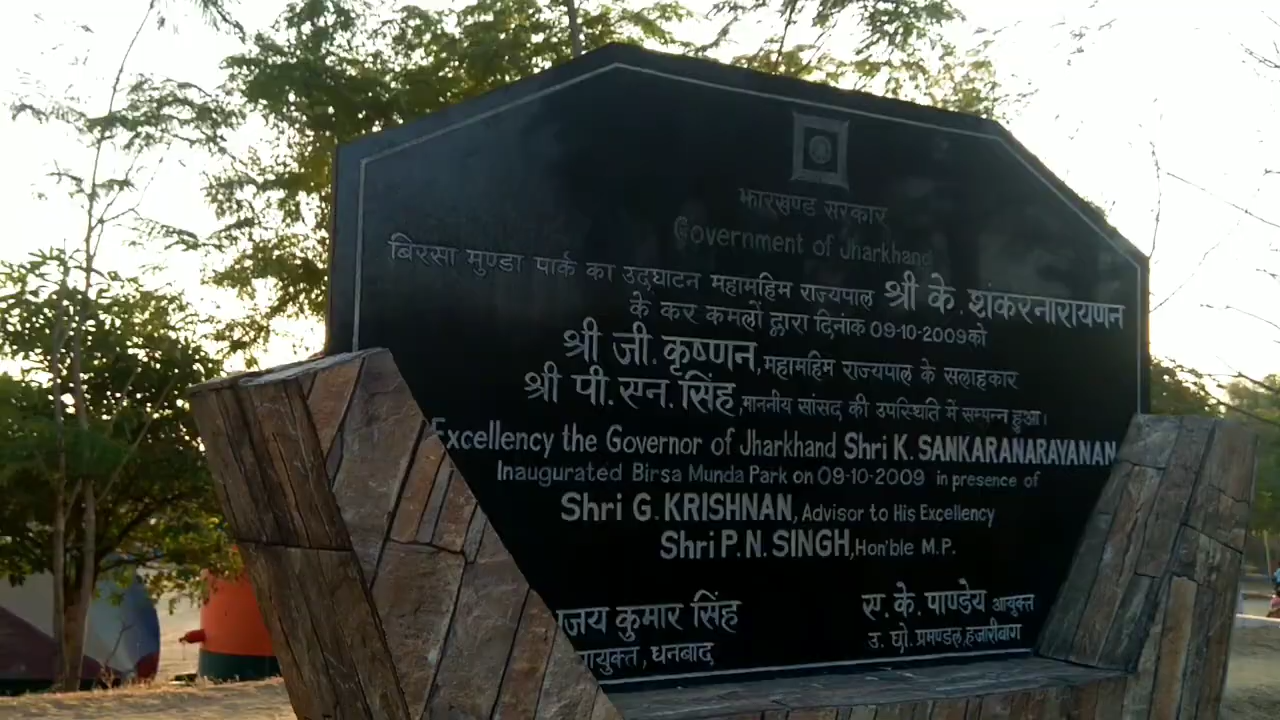 झारखण्ड सरकार
Government of Jharkhand
बिरसा मुण्डा पार्क का उदघाटन महामहिम राज्यपाल श्री के. शंकरनारायणन
के कर कमलों द्वारा दिनांक 09-10-2009 को
श्री जी. कृष्णन, महामहिम राज्यपाल के सलाहकार
श्री पी. एन. सिंह, माननीय सांसद की उपस्थिति में सम्पन्न हुआ।
Excellency the Governor of Jharkhand Shri K. SANKARANARAYANAN
Inaugurated Birsa Munda Park on 09-10-2009 in presence of
Shri G. KRISHNAN, Advisor to His Excellency
Shri P. N. SINGH, Hon'ble M.P.
जय कुमार सिंह
ायुक्त, धनबाद
ए. के. पाण्डेय आयुक्त
उ. छो. प्रमण्डल, हजारीबाग